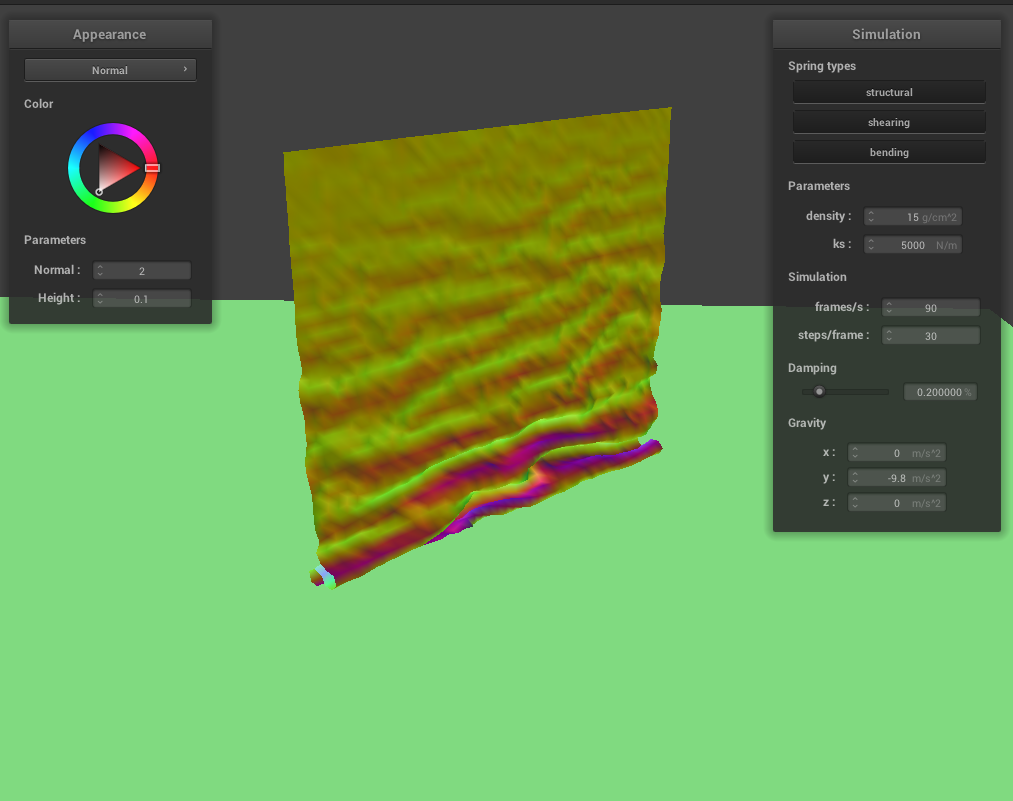 Appearance
Normal
Color
Parameters
Normal : 2
Height : 0.1
Simulation
Spring types
structural
shearing
bending
Parameters
density : 15 g/cm^2
ks : 5000 N/m
Simulation
frames/s : 90
steps/frame : 30
Damping
0.200000 %
Gravity
x : 0 m/s^2
y : -9.8 m/s^2
z : 0 m/s^2